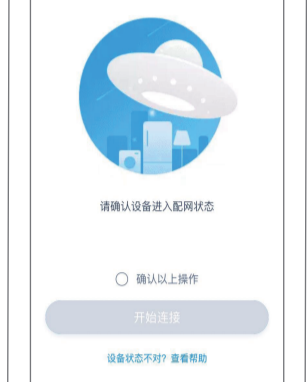 请确认设备进入配网状态
确认以上操作
开始连接
设备状态不对？查看帮助